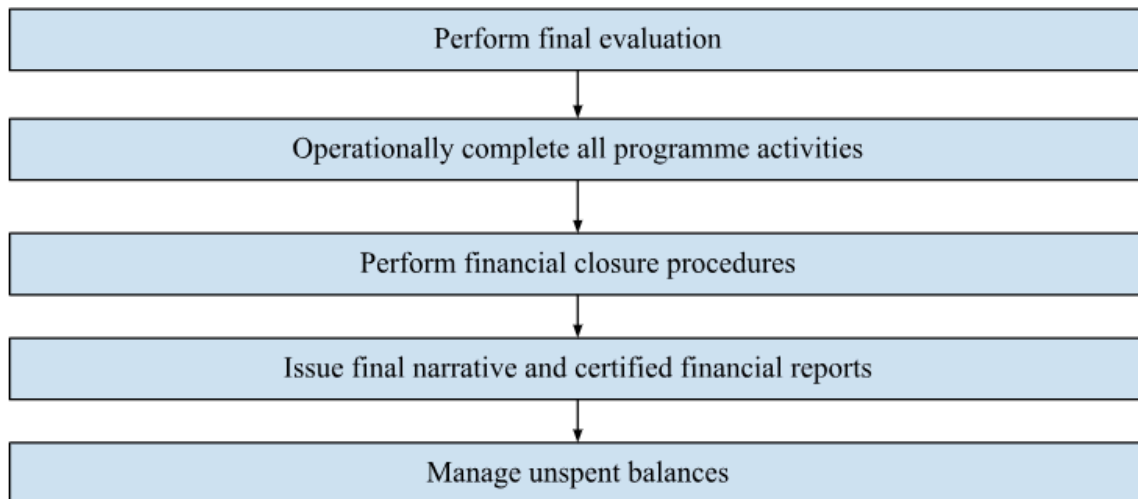 Perform final evaluation
Operationally complete all programme activities
Perform financial closure procedures
Issue final narrative and certified financial reports
Manage unspent balances